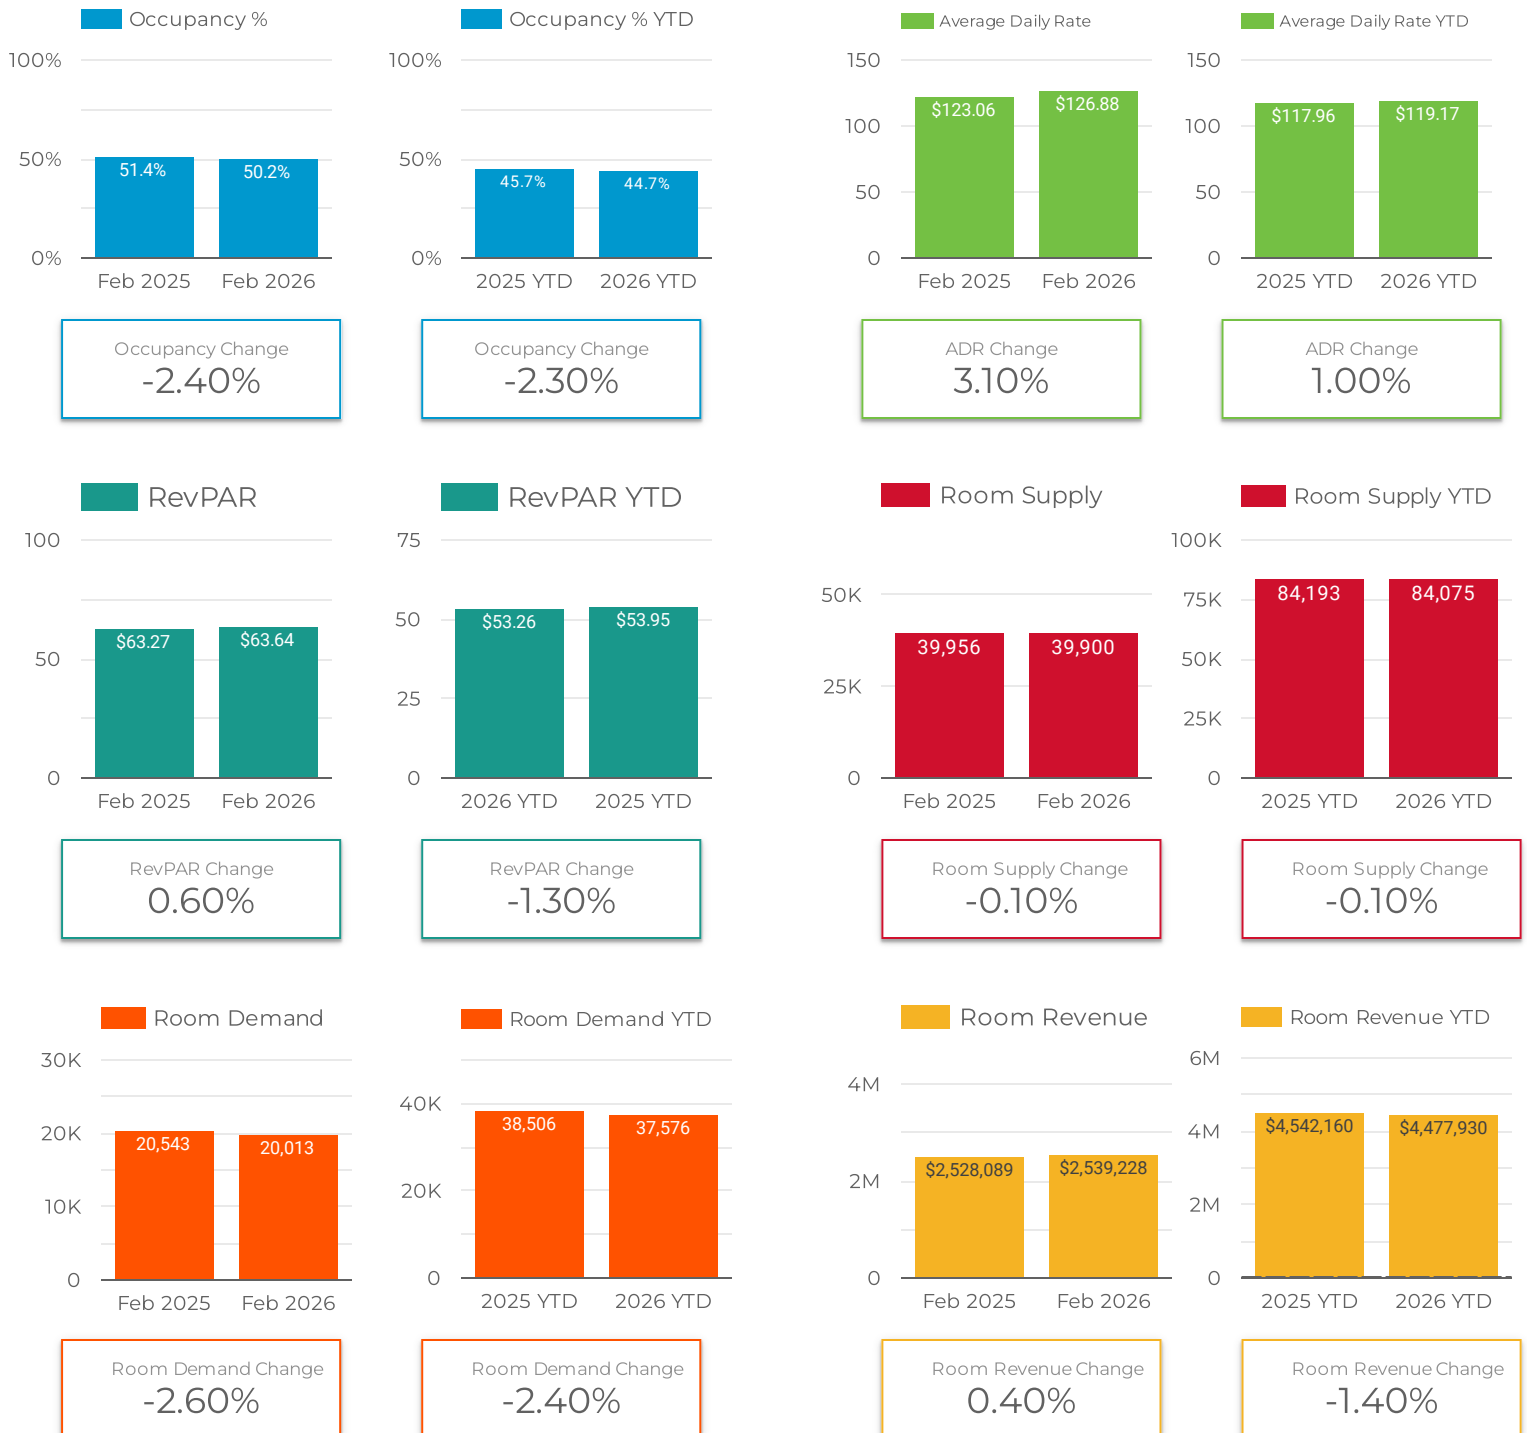 Occupancy %
100%
50%
0%
51.4%
50.2%
Feb 2025
Feb 2026
Occupancy Change
-2.40%
Occupancy % YTD
100%
50%
0%
45.7%
44.7%
2025 YTD
2026 YTD
Occupancy Change
-2.30%
Average Daily Rate
150
100
50
0
$123.06
$126.88
Feb 2025
Feb 2026
ADR Change
3.10%
Average Daily Rate YTD
150
100
50
0
$117.96
$119.17
2025 YTD
2026 YTD
ADR Change
1.00%
RevPAR
100
50
0
$63.27
$63.64
Feb 2025
Feb 2026
RevPAR Change
0.60%
RevPAR YTD
75
50
25
0
$53.26
$53.95
2026 YTD
2025 YTD
RevPAR Change
-1.30%
Room Supply
50K
25K
0
39,956
39,900
Feb 2025
Feb 2026
Room Supply Change
-0.10%
Room Supply YTD
100K
75K
50K
25K
0
84,193
84,075
2025 YTD
2026 YTD
Room Supply Change
-0.10%
Room Demand
30K
20K
10K
0
20,543
20,013
Feb 2025
Feb 2026
Room Demand Change
-2.60%
Room Demand YTD
40K
20K
0
38,506
37,576
2025 YTD
2026 YTD
Room Demand Change
-2.40%
Room Revenue
4M
2M
0
$2,528,089
$2,539,228
Feb 2025
Feb 2026
Room Revenue Change
0.40%
Room Revenue YTD
6M
4M
2M
0
$4,542,160
$4,477,930
2025 YTD
2026 YTD
Room Revenue Change
-1.40%